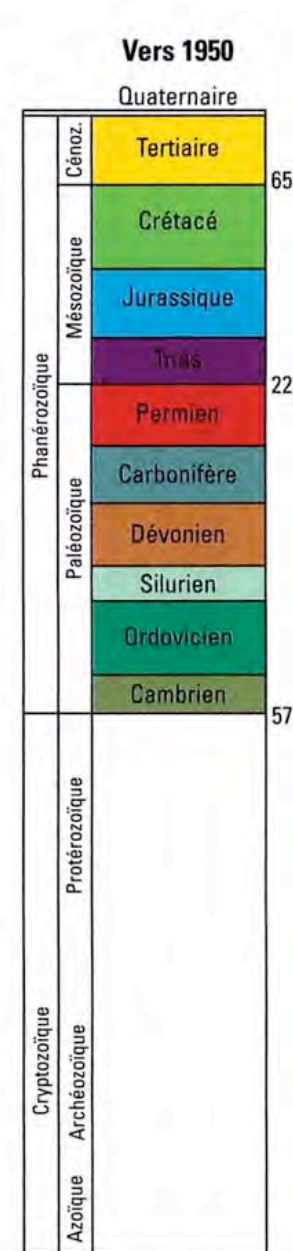 Vers 1950
Quaternaire
Cénoz.
Tertiaire
65
Mésozoïque
Crétacé
Jurassique
Trias
22
Phanérozoïque
Permien
Paléozoïque
Carbonifère
Dévonien
Silurien
Ordovicien
Cambrien
57
Protérozoïque
Cryptozoïque
Archéozoïque
Azoïque